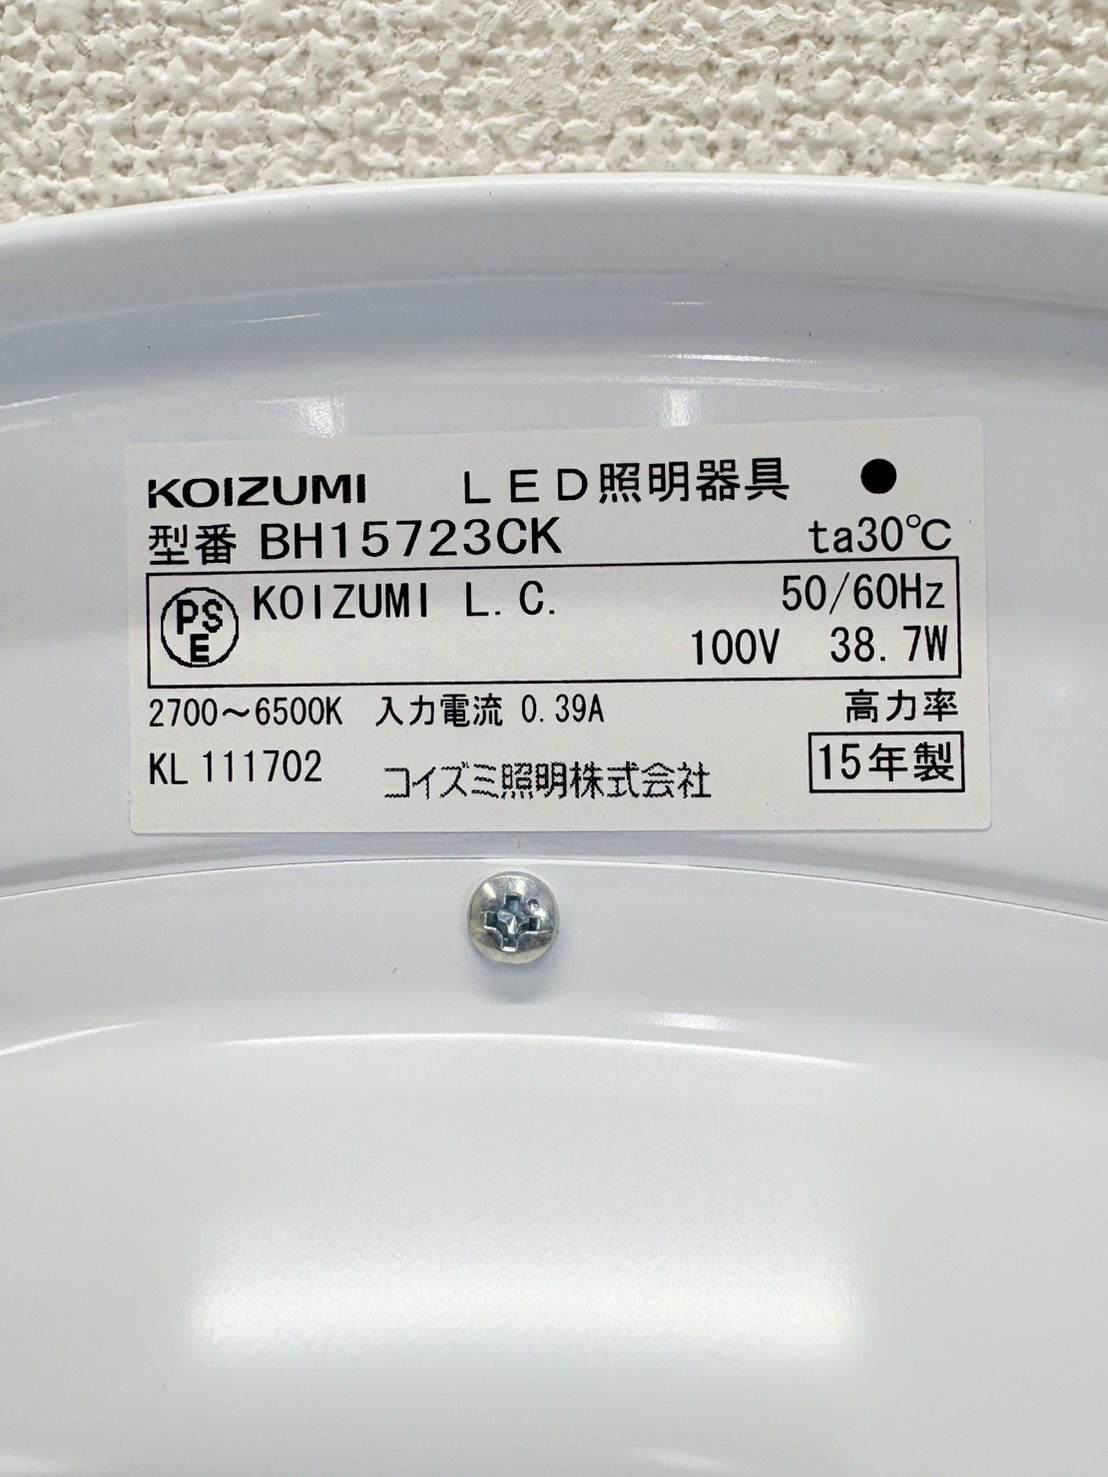 KOIZUMI LED照明器具 ●
型番 BH15723CK ta30℃
PSE KOIZUMI L.C. 50/60Hz
100V 38.7W
2700～6500K 入力電流 0.39A 高力率
KL 111702 コイズミ照明株式会社 15年製